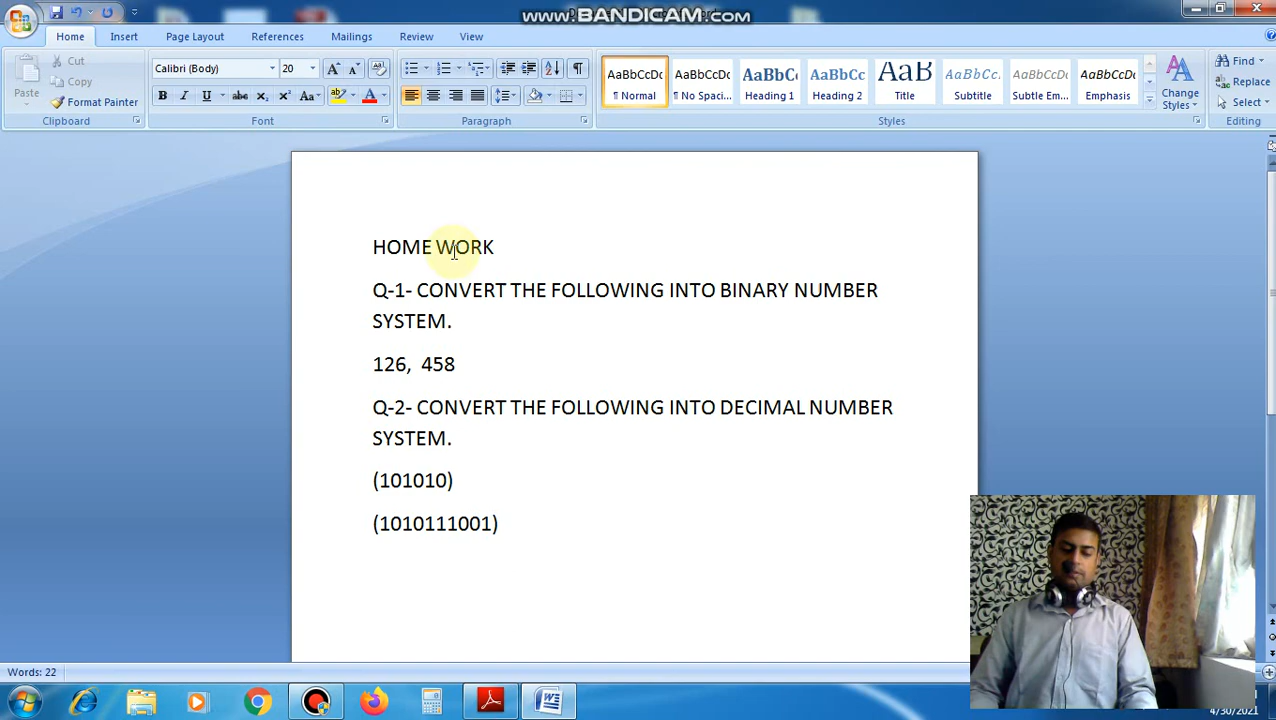 www.BANDICAM.com
Home Insert Page Layout References Mailings Review View
Paste
Cut
Copy
Format Painter
Clipboard
Calibri (Body) 20
Font
Paragraph
AaBbCcDc AaBbCcDc AaBbC AaBbCc AaB AaBbCc. AaBbCcDc AaBbCcDc
¶ Normal ¶ No Spaci... Heading 1 Heading 2 Title Subtitle Subtle Em... Emphasis
Change Styles
Styles
Find
Replace
Select
Editing
HOME WORK
Q-1- CONVERT THE FOLLOWING INTO BINARY NUMBER
SYSTEM.
126, 458
Q-2- CONVERT THE FOLLOWING INTO DECIMAL NUMBER
SYSTEM.
(101010)
(1010111001)
Words: 22
4/30/2021